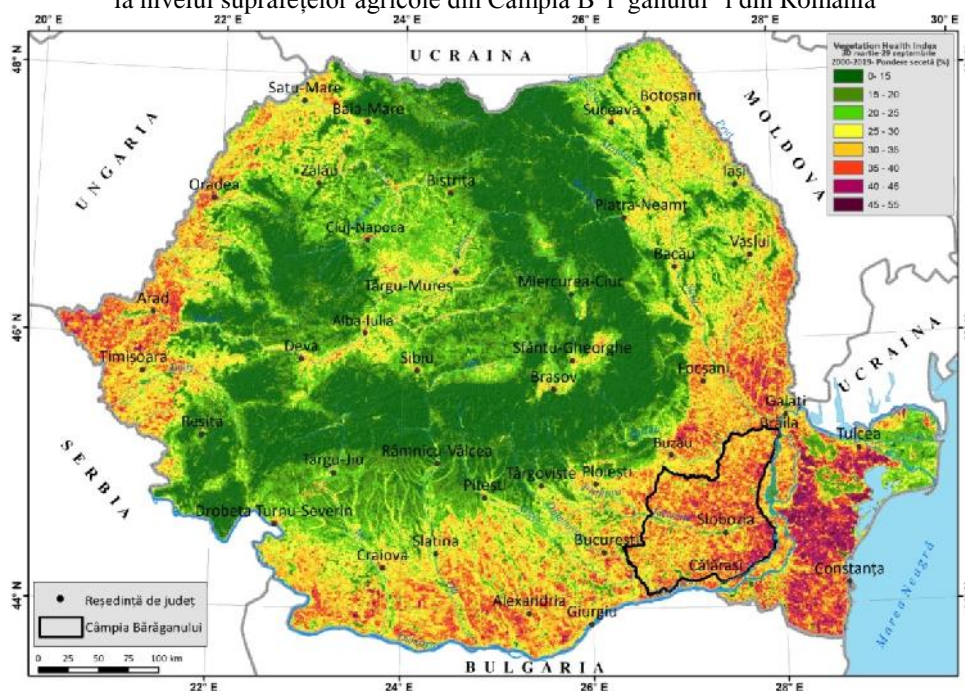 la nivelul suprafețelor agricole din Câmpia B r ganului i din România
20° E
22° E
24° E
26° E
28° E
30° E
Vegetation Health Index
30 martie-29 septembrie
2000-2019- Pondere secetă (%)
0- 15
15 - 20
20 - 25
25 - 30
30 - 35
35 - 40
40 - 45
45 - 55
48° N
UCRAINA
Satu-Mare
Baia-Mare
Suceava
Botoșani
MOLDOVA
UNGARIA
Zalău
Oradea
Bistrița
Iași
Piatra-Neamț
Cluj-Napoca
Vaslui
Bacău
Târgu-Mureș
Miercurea-Ciuc
Arad
46° N
Alba-Iulia
UCRAINA
Timișoara
Deva
Sibiu
Sfântu-Gheorghe
Brașov
Focșani
Galați
Brăila
Tulcea
Reșița
Buzău
SERBIA
Târgu-Jiu
Râmnicu-Vâlcea
Târgoviște
Ploiești
Pitești
Drobeta Turnu-Severin
Slobozia
București
Slatina
Craiova
Călărași
Constanța
44° N
Alexandria
Giurgiu
Marea Neagră
Reședință de județ
Câmpia Bărăganului
0 25 50 75 100 km
BULGARIA
22° E
24° E
26° E
28° E